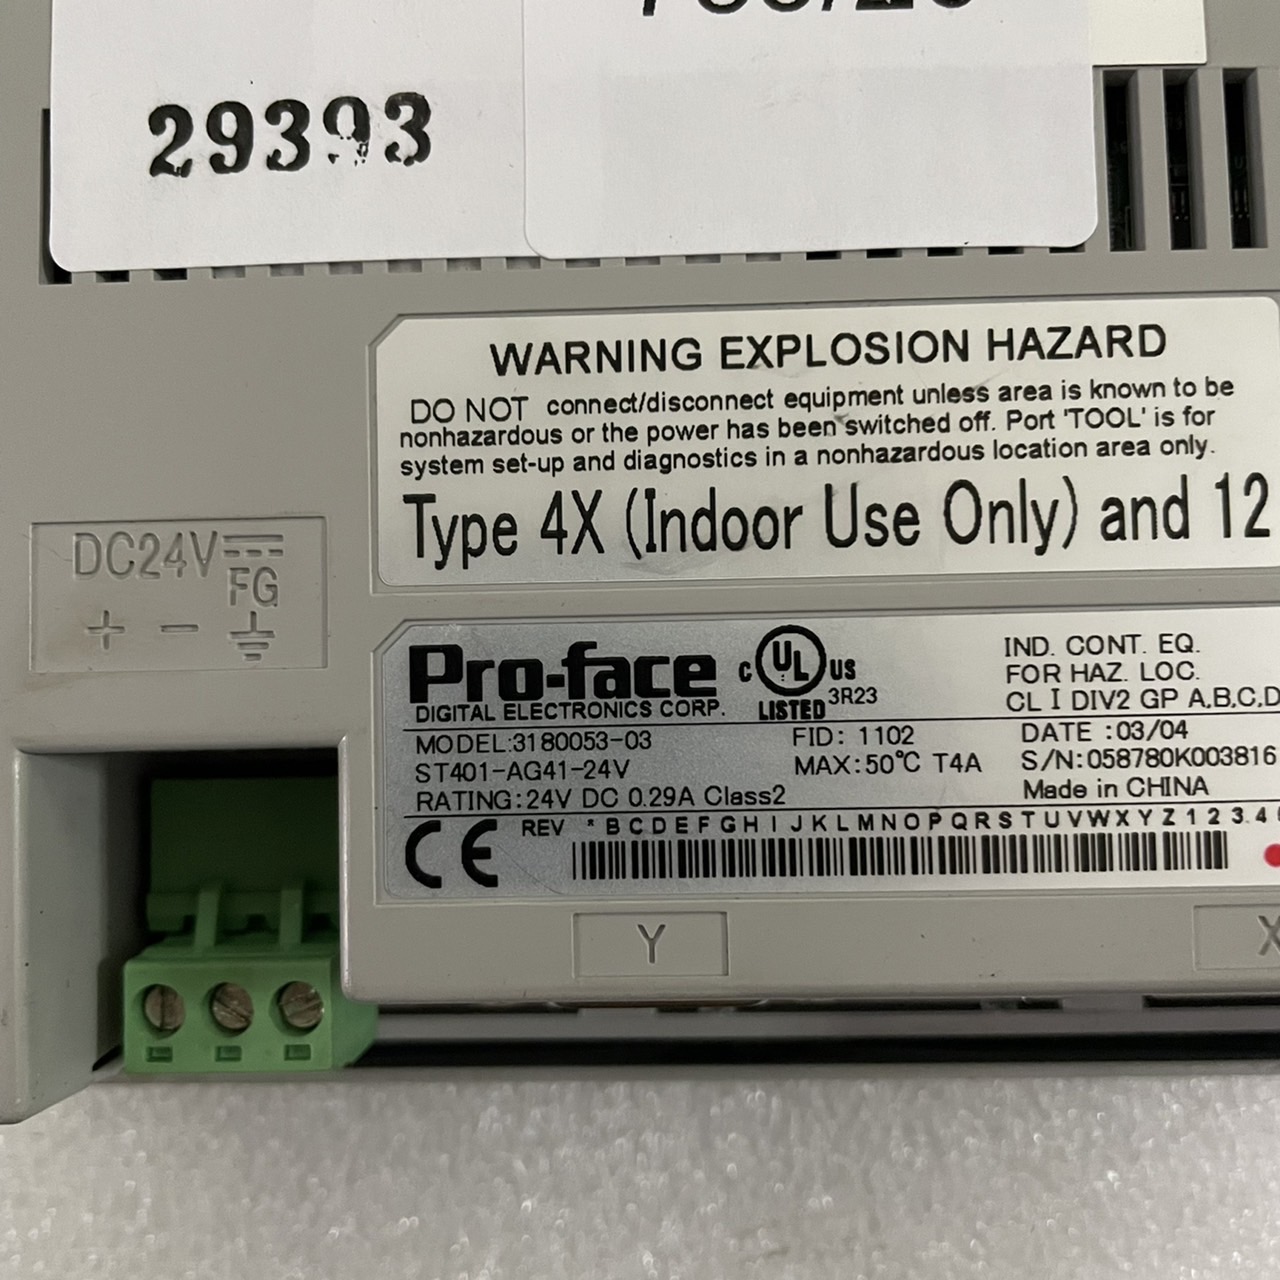 29393
WARNING EXPLOSION HAZARD
DO NOT connect/disconnect equipment unless area is known to be
nonhazardous or the power has been switched off. Port 'TOOL' is for
system set-up and diagnostics in a nonhazardous location area only.
Type 4X (Indoor Use Only) and 12
DC24V
FG
+ −
Pro-face
DIGITAL ELECTRONICS CORP.
C UL US
LISTED 3R23
IND. CONT. EQ.
FOR HAZ. LOC.
CL I DIV2 GP A,B,C,D
MODEL:3180053-03
FID: 1102
DATE :03/04
ST401-AG41-24V
MAX:50℃ T4A
S/N:058780K003816
RATING:24V DC 0.29A Class2
Made in CHINA
CE
REV * B C D E F G H I J K L M N O P Q R S T U V W X Y Z 1 2 3 4
Y
X